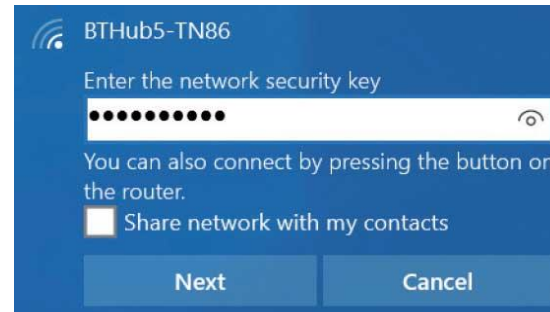 BTHub5-TN86
Enter the network security key
••••••••••
You can also connect by pressing the button on
the router.
Share network with my contacts
Next Cancel